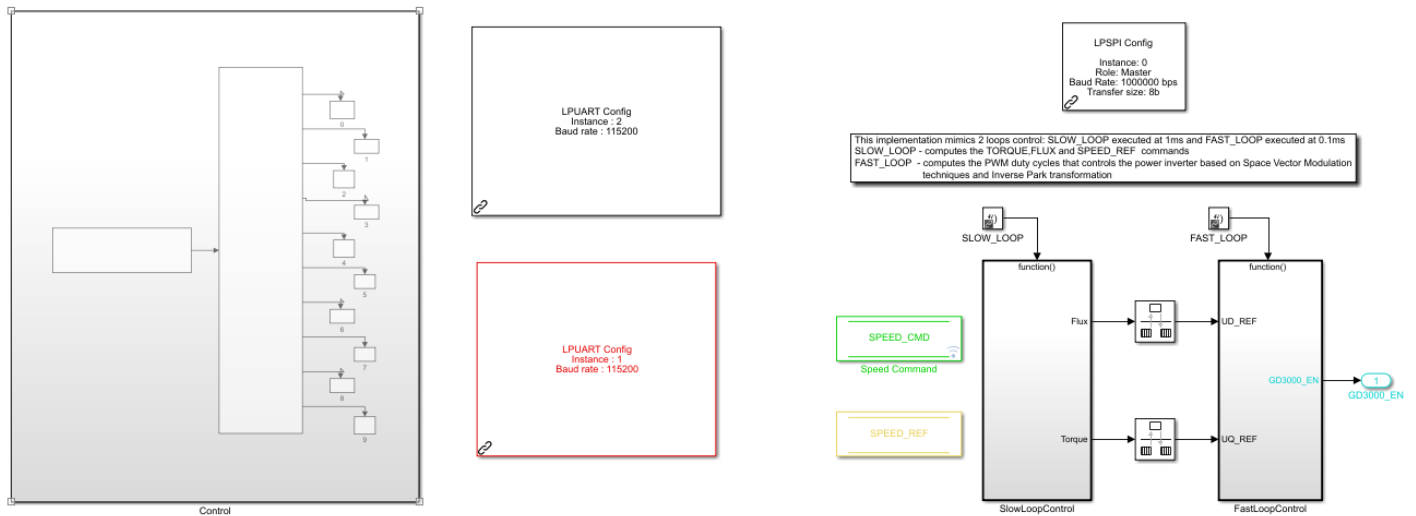 0
1
2
3
4
5
6
7
8
9
Control
LPUART Config
Instance : 2
Baud rate : 115200
LPUART Config
Instance : 1
Baud rate : 115200
LPSPI Config
Instance: 0
Role: Master
Baud Rate: 1000000 bps
Transfer size: 8b
This implementation mimics 2 loops control: SLOW_LOOP executed at 1ms and FAST_LOOP executed at 0.1ms
SLOW_LOOP - computes the TORQUE,FLUX and SPEED_REF commands
FAST_LOOP - computes the PWM duty cycles that controls the power inverter based on Space Vector Modulation
techniques and Inverse Park transformation
f()
SLOW_LOOP
f()
FAST_LOOP
SPEED_CMD
Speed Command
SPEED_REF
function()
Flux
Torque
SlowLoopControl
function()
UD_REF
GD3000_EN
UQ_REF
FastLoopControl
1
GD3000_EN